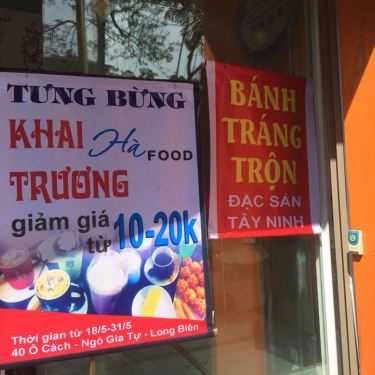 TƯNG BỪNG
KHAI Hà FOOD
TRƯƠNG
giảm giá
từ 10-20k
Thời gian từ 18/5-31/5
40 Ô Cách - Ngô Gia Tự - Long Biên
BÁNH
TRÁNG
TRỘN
ĐẶC SẢN
TÂY NINH